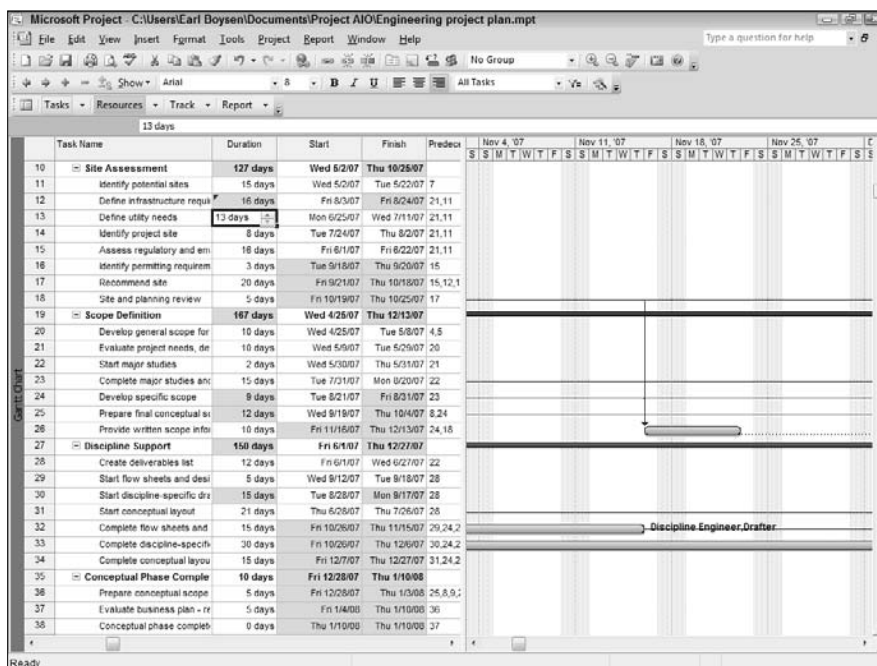 Microsoft Project - C:\Users\Earl Boysen\Documents\Project AIO\Engineering project plan.mpt
File Edit View Insert Format Tools Project Report Window Help Type a question for help
No Group
Show Arial 8 B I U All Tasks
Tasks Resources Track Report
13 days
Task Name Duration Start Finish Predece Nov 4, '07 Nov 11, '07 Nov 18, '07 Nov 25, '07
S S M T W T F S S M T W T F S S M T W T F S S M T W T F S S
10 Site Assessment 127 days Wed 5/2/07 Thu 10/25/07
11 Identify potential sites 15 days Wed 5/2/07 Tue 5/22/07 7
12 Define infrastructure requi 16 days Fri 8/3/07 Fri 8/24/07 21,11
13 Define utility needs 13 days Mon 6/25/07 Wed 7/11/07 21,11
14 Identify project site 8 days Tue 7/24/07 Thu 8/2/07 21,11
15 Assess regulatory and en 16 days Fri 6/1/07 Fri 6/22/07 21,11
16 Identify permitting requirem 3 days Tue 9/18/07 Thu 9/20/07 15
17 Recommend site 20 days Fri 9/21/07 Thu 10/18/07 15,12,1
18 Site and planning review 5 days Fri 10/19/07 Thu 10/25/07 17
19 Scope Definition 167 days Wed 4/25/07 Thu 12/13/07
20 Develop general scope for 10 days Wed 4/25/07 Tue 5/8/07 4,5
21 Evaluate project needs, de 10 days Wed 5/9/07 Tue 5/29/07 20
22 Start major studies 2 days Wed 5/30/07 Thu 5/31/07 21
23 Complete major studies and 15 days Tue 7/31/07 Mon 8/20/07 22
24 Develop specific scope 9 days Tue 8/21/07 Fri 8/31/07 23
25 Prepare final conceptual s 12 days Wed 9/19/07 Thu 10/4/07 8,24
26 Provide written scope infor 10 days Fri 11/16/07 Thu 12/13/07 24,18
27 Discipline Support 150 days Fri 6/1/07 Thu 12/27/07
28 Create deliverables list 12 days Fri 6/1/07 Wed 6/27/07 22
29 Start flow sheets and desi 5 days Wed 9/12/07 Tue 9/18/07 28
30 Start discipline-specific dra 15 days Tue 8/28/07 Mon 9/17/07 28
31 Start conceptual layout 21 days Thu 6/28/07 Thu 7/26/07 28
32 Complete flow sheets and 15 days Fri 10/26/07 Thu 11/15/07 29,24,2 Discipline Engineer,Drafter
33 Complete discipline-specifi 30 days Fri 10/26/07 Thu 12/6/07 30,24,2
34 Complete conceptual layou 15 days Fri 12/7/07 Thu 12/27/07 31,24,2
35 Conceptual Phase Comple 10 days Fri 12/28/07 Thu 1/10/08
36 Prepare conceptual scope 5 days Fri 12/28/07 Thu 1/3/08 25,8,9,2
37 Evaluate business plan - re 5 days Fri 1/4/08 Thu 1/10/08 36
38 Conceptual phase complet 0 days Thu 1/10/08 Thu 1/10/08 37
Gantt Chart
Ready